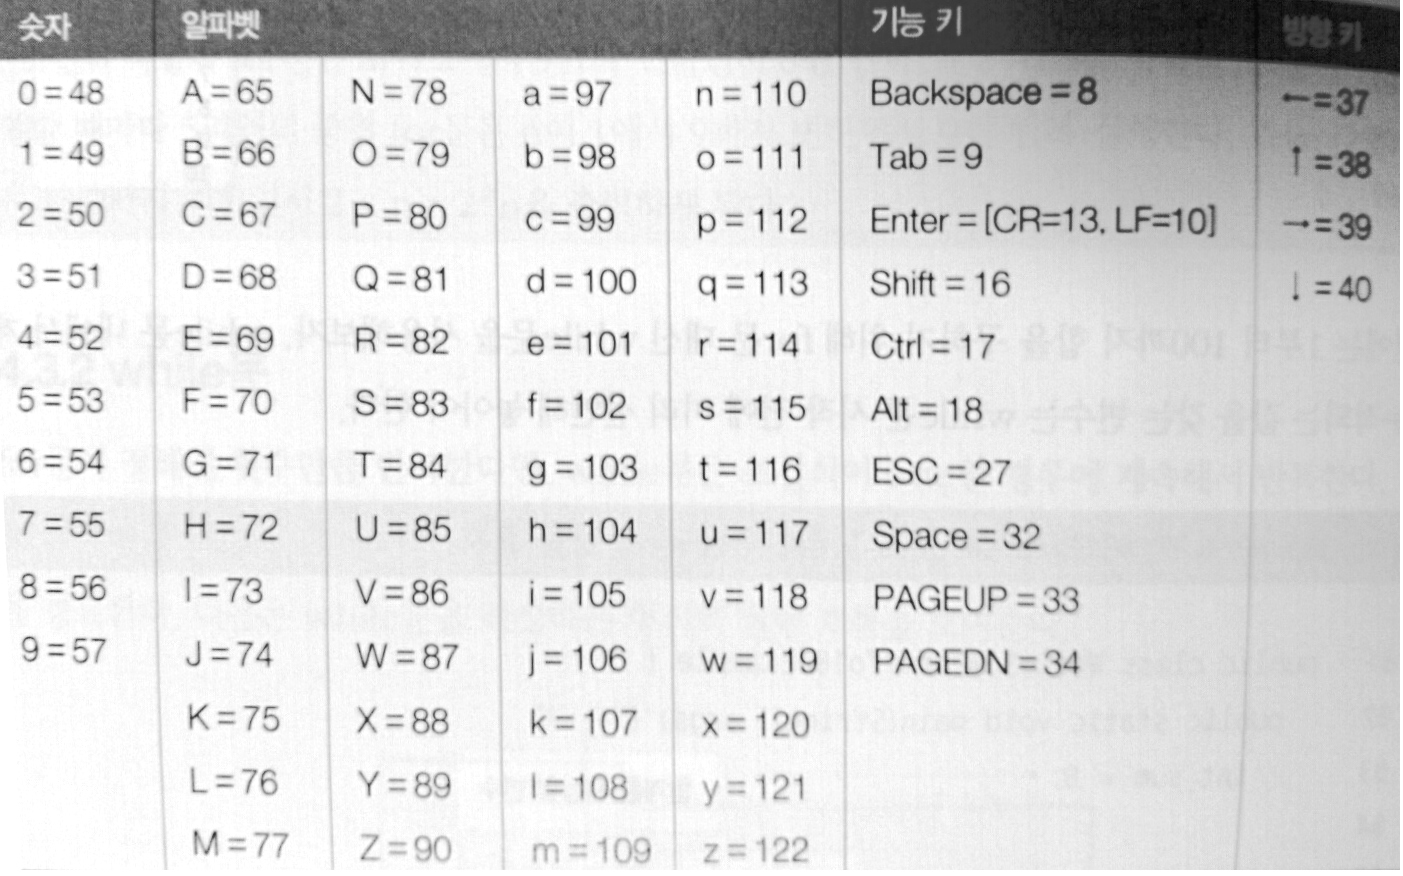 숫자 알파벳 기능 키 방향 키
0=48 A=65 N=78 a=97 n=110 Backspace=8 ←=37
1=49 B=66 O=79 b=98 o=111 Tab=9 ↑=38
2=50 C=67 P=80 c=99 p=112 Enter=[CR=13, LF=10] →=39
3=51 D=68 Q=81 d=100 q=113 Shift=16 ↓=40
4=52 E=69 R=82 e=101 r=114 Ctrl=17
5=53 F=70 S=83 f=102 s=115 Alt=18
6=54 G=71 T=84 g=103 t=116 ESC=27
7=55 H=72 U=85 h=104 u=117 Space=32
8=56 I=73 V=86 i=105 v=118 PAGEUP=33
9=57 J=74 W=87 j=106 w=119 PAGEDN=34
K=75 X=88 k=107 x=120
L=76 Y=89 l=108 y=121
M=77 Z=90 m=109 z=122